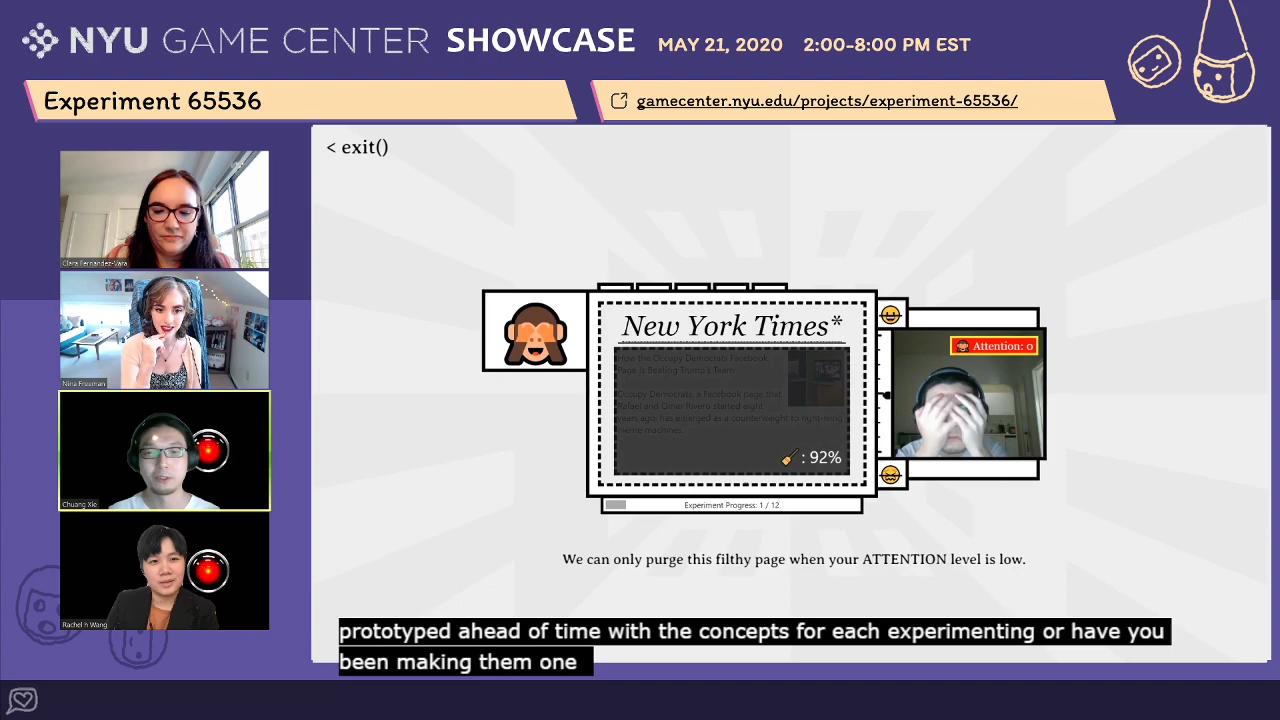 NYU GAME CENTER SHOWCASE MAY 21, 2020 2:00-8:00 PM EST
Experiment 65536
gamecenter.nyu.edu/projects/experiment-65536/
< exit()
Clara Fernandez-Vara
Nina Freeman
Chuang Xie
Rachel h Wang
New York Times*
How the Occupy Democrats Facebook
Page Is Beating Trump's Team
Occupy Democrats, a Facebook page that
Rafael and Omar Rivero started eight
years ago, has emerged as a counterweight to right-wing
meme machines.
: 92%
Attention: 0
Experiment Progress: 1 / 12
We can only purge this filthy page when your ATTENTION level is low.
prototyped ahead of time with the concepts for each experimenting or have you
been making them one